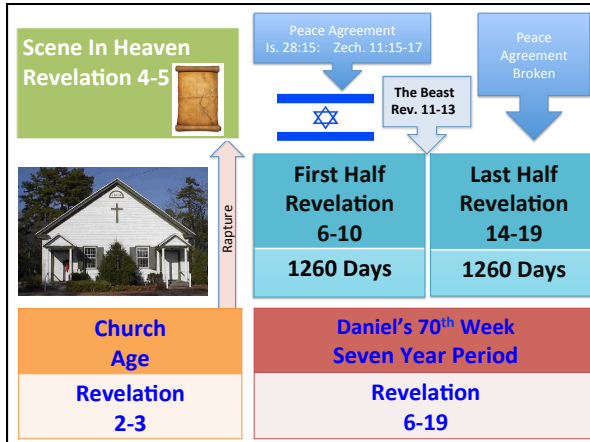 Scene In Heaven
Revelation 4-5
Peace Agreement
Is. 28:15:   Zech. 11:15-17
Peace
Agreement
Broken
The Beast
Rev. 11-13
Rapture
First Half
Revelation
6-10
1260 Days
Last Half
Revelation
14-19
1260 Days
Church
Age
Revelation
2-3
Daniel's 70th Week
Seven Year Period
Revelation
6-19